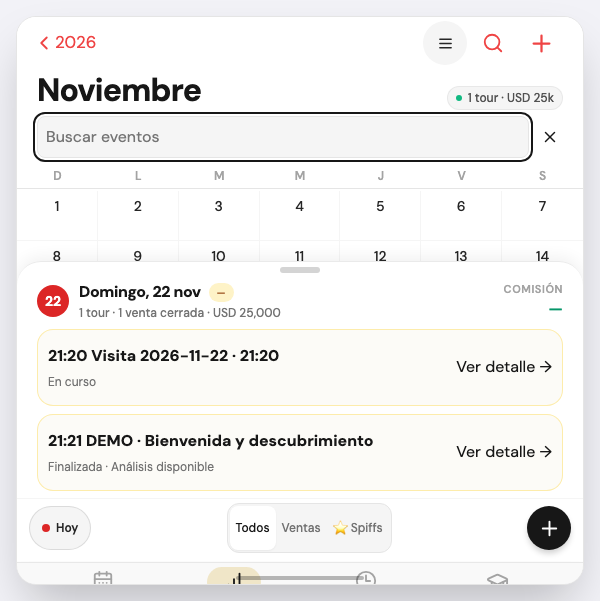 2026
Noviembre
1 tour · USD 25k
Buscar eventos
D L M M J V S
1 2 3 4 5 6 7
8 9 10 11 12 13 14
22 Domingo, 22 nov – COMISIÓN
1 tour · 1 venta cerrada · USD 25,000 –
21:20 Visita 2026-11-22 · 21:20
En curso
Ver detalle →
21:21 DEMO · Bienvenida y descubrimiento
Finalizada · Análisis disponible
Ver detalle →
Hoy Todos Ventas ⭐ Spiffs